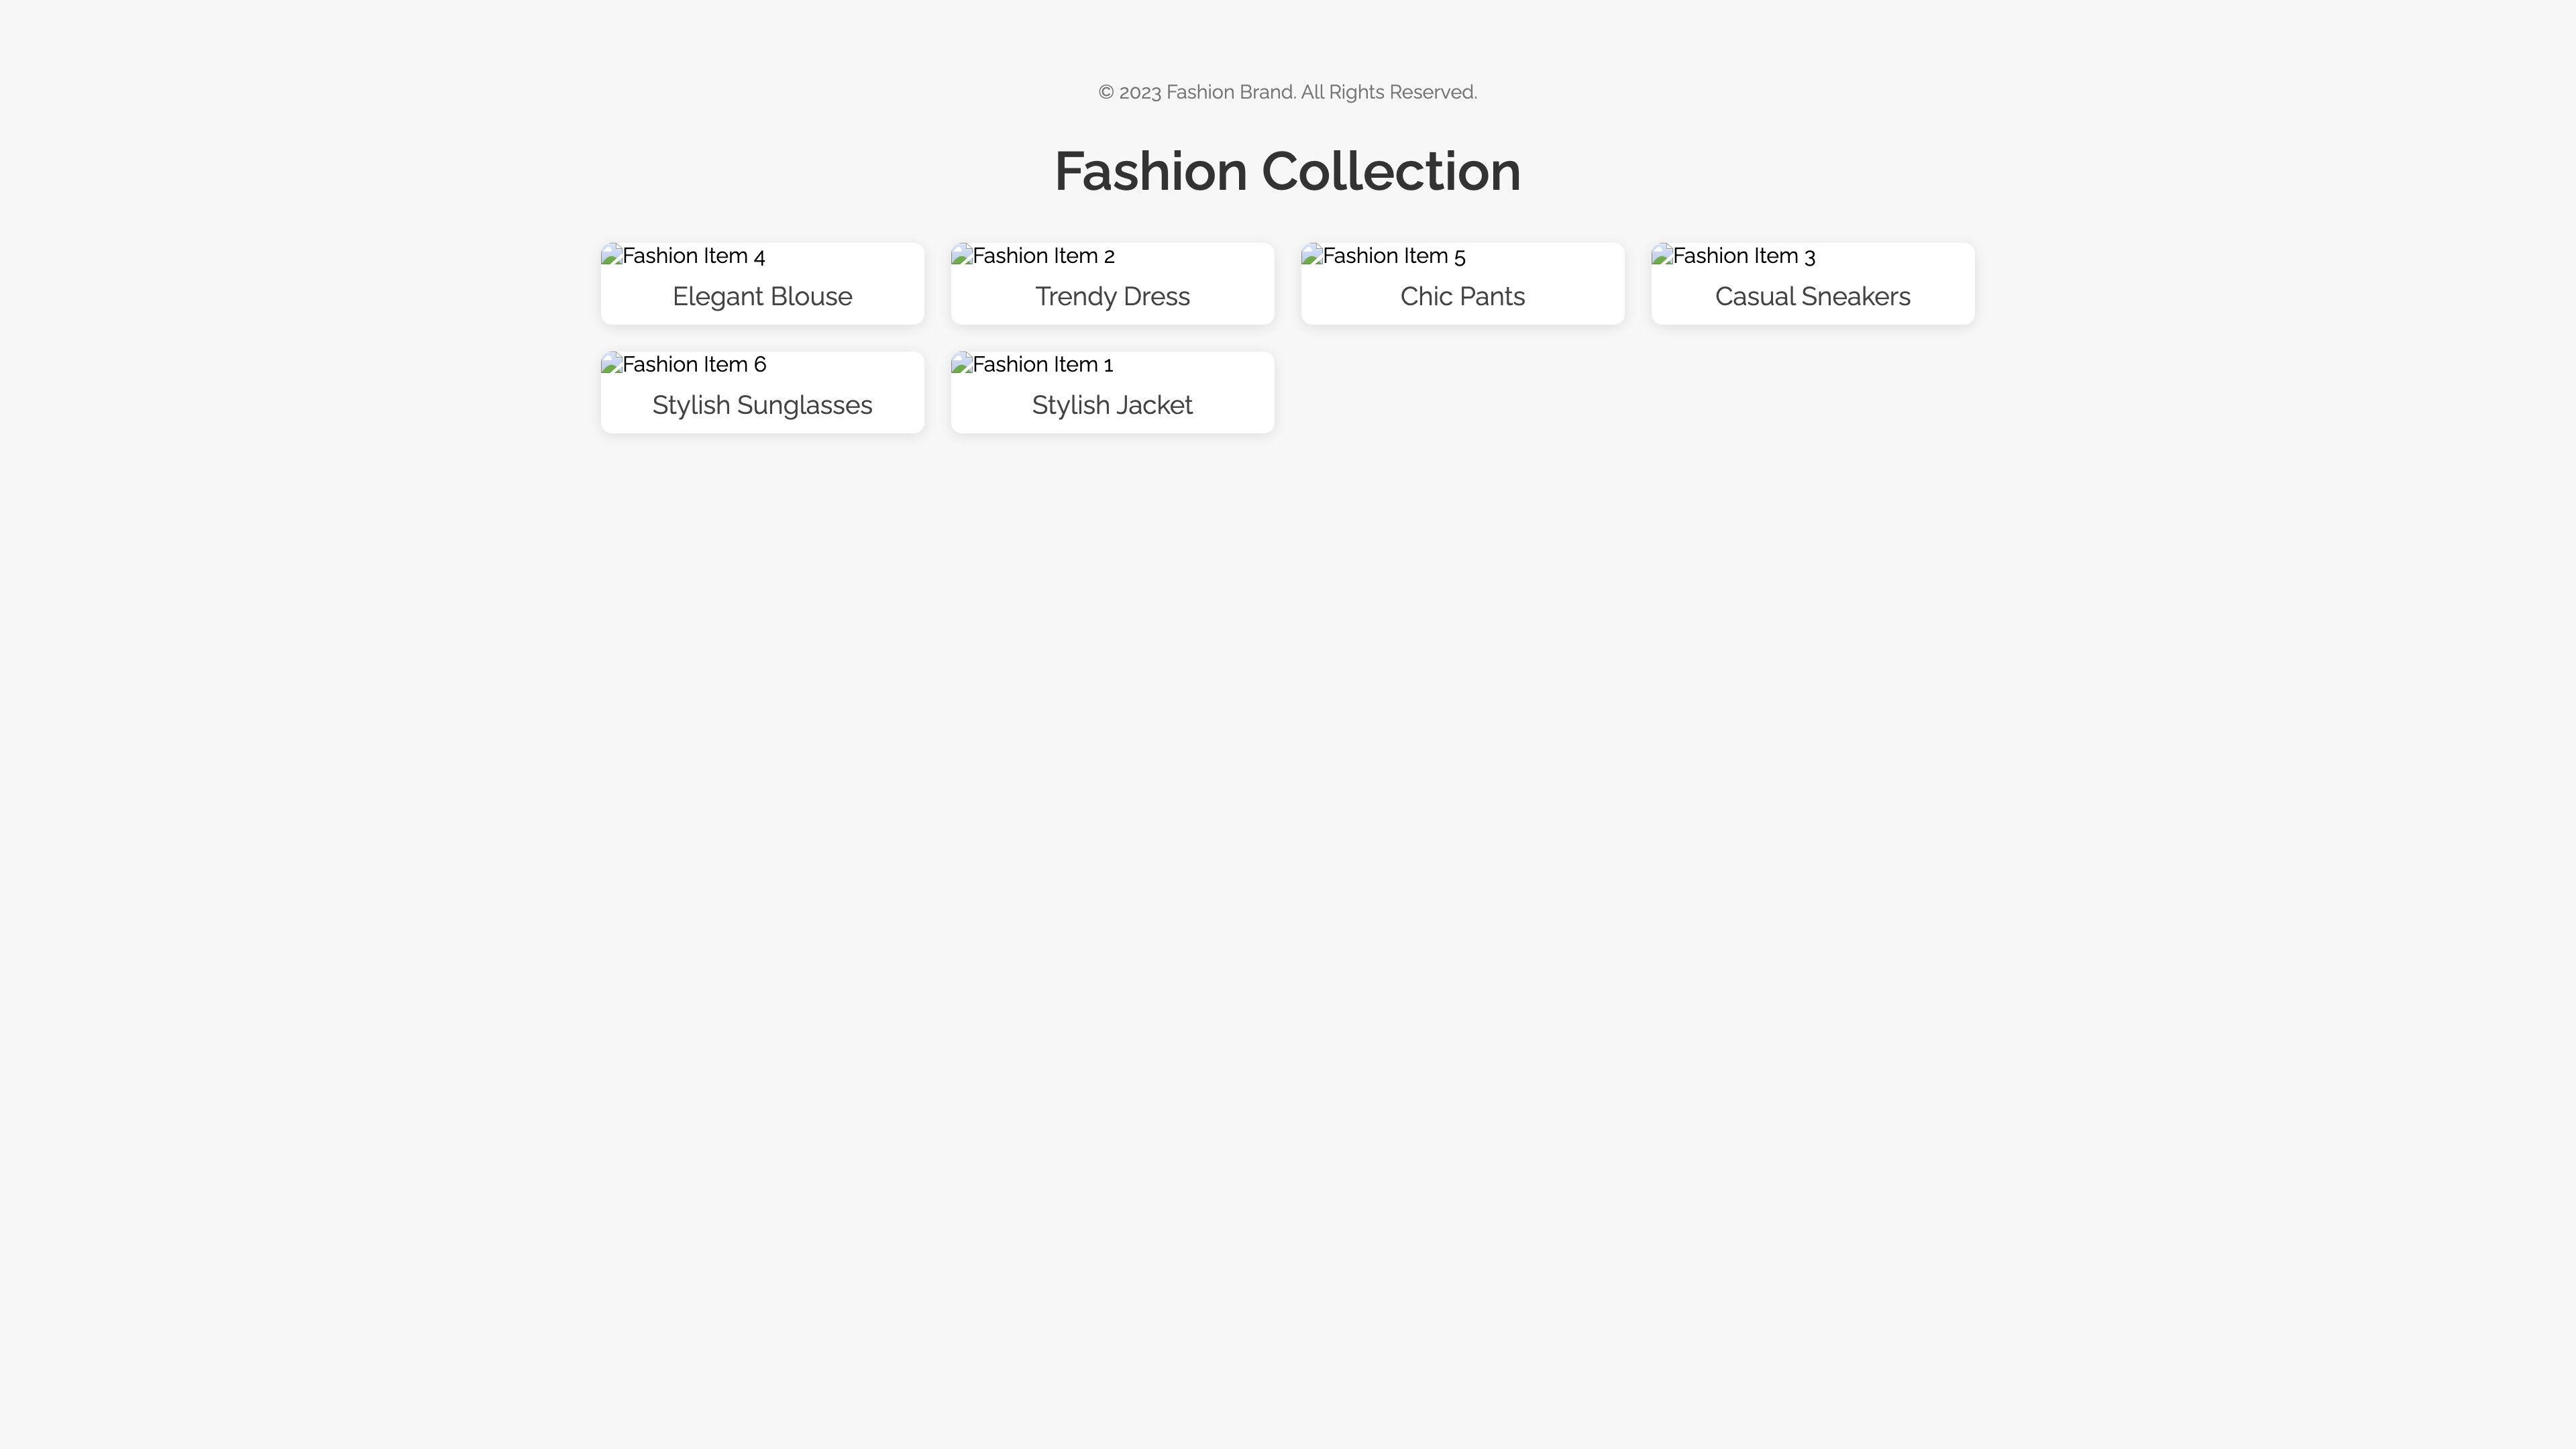 © 2023 Fashion Brand. All Rights Reserved.
Fashion Collection
Fashion Item 4
Elegant Blouse
Fashion Item 2
Trendy Dress
Fashion Item 5
Chic Pants
Fashion Item 3
Casual Sneakers
Fashion Item 6
Stylish Sunglasses
Fashion Item 1
Stylish Jacket